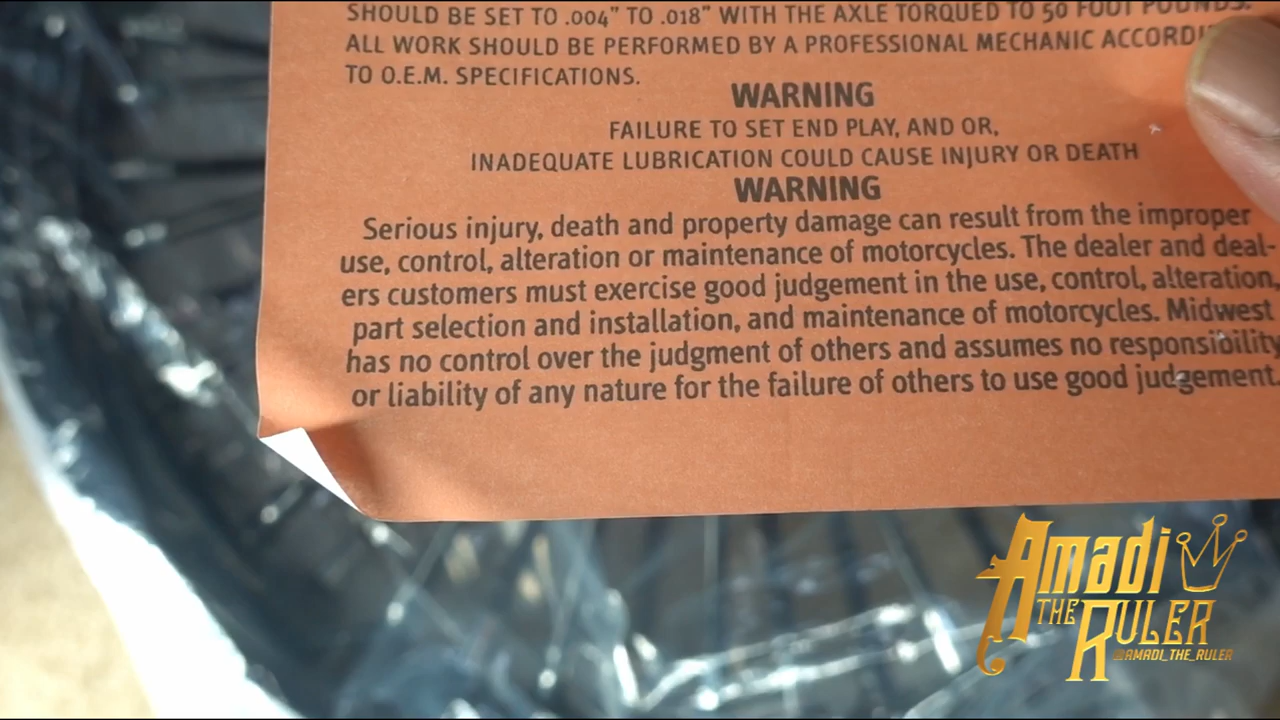 SHOULD BE SET TO .004" TO .018" WITH THE AXLE TORQUED TO 50 FOOT POUNDS.
ALL WORK SHOULD BE PERFORMED BY A PROFESSIONAL MECHANIC
TO O.E.M. SPECIFICATIONS.
WARNING
FAILURE TO SET END PLAY, AND OR,
INADEQUATE LUBRICATION COULD CAUSE INJURY OR DEATH
WARNING
Serious injury, death and property damage can result from the improper
use, control, alteration or maintenance of motorcycles. The dealer and deal-
ers customers must exercise good judgement in the use, control, alteration,
part selection and installation, and maintenance of motorcycles. Midwest
has no control over the judgment of others and assumes no responsibility
or liability of any nature for the failure of others to use good judgement.
Amadi
THE RULER
@AMADI_THE_RULER